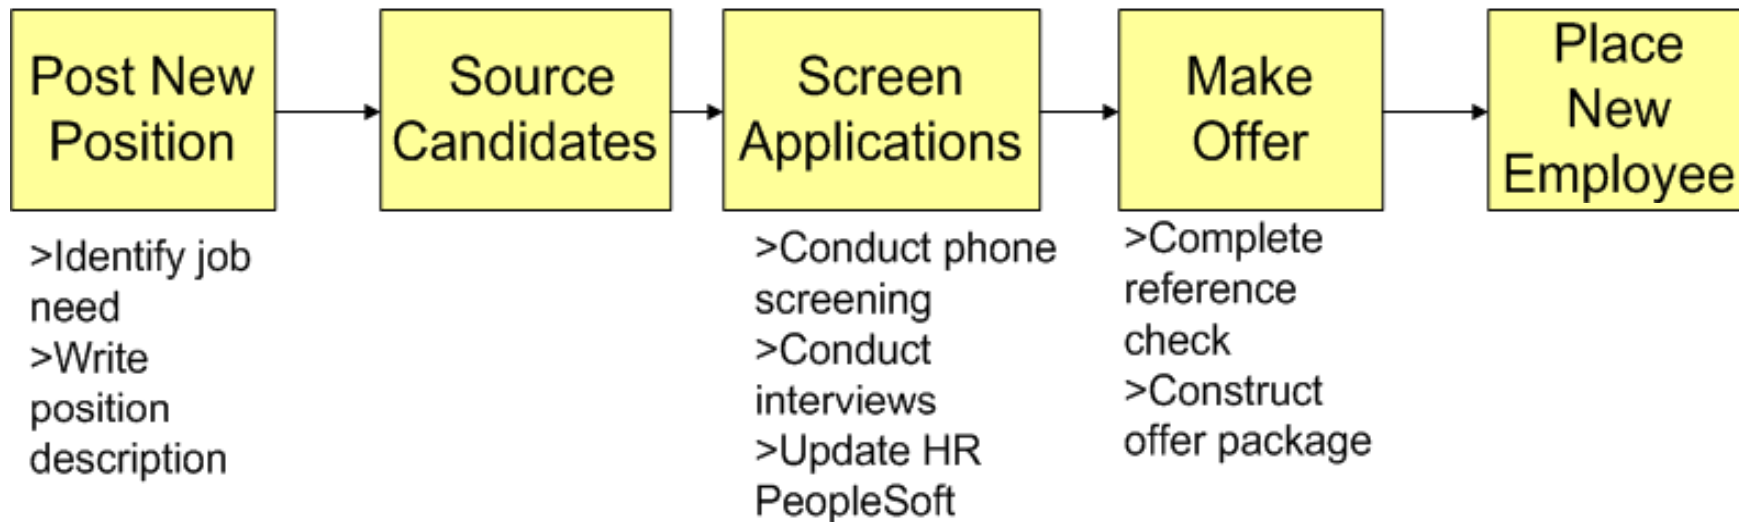 Post New
Position
Source
Candidates
Screen
Applications
Make
Offer
Place
New
Employee
>Identify job
need
>Write
position
description
>Conduct phone
screening
>Conduct
interviews
>Update HR
PeopleSoft
>Complete
reference
check
>Construct
offer package